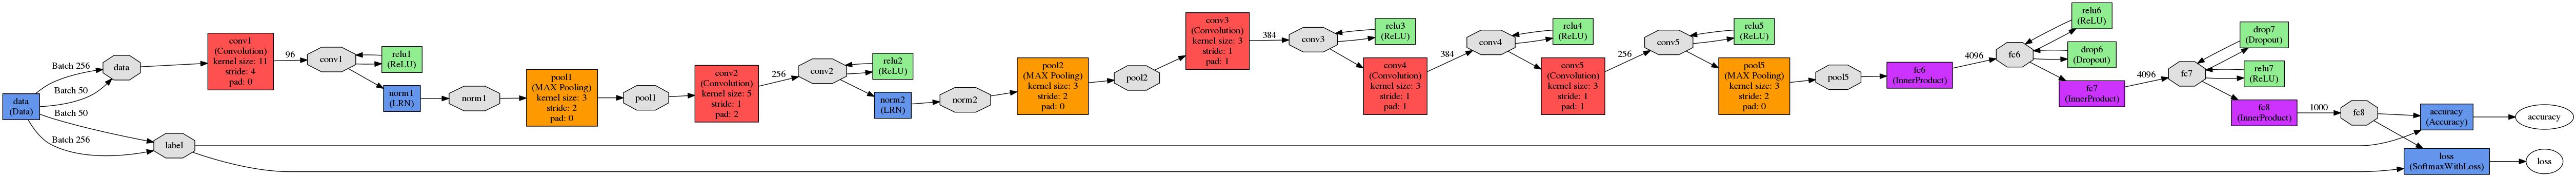 data
(Data)
Batch 256
Batch 50
Batch 50
Batch 256
data
label
conv1
(Convolution)
kernel size: 11
stride: 4
pad: 0
96
conv1
relu1
(ReLU)
norm1
(LRN)
norm1
pool1
(MAX Pooling)
kernel size: 3
stride: 2
pad: 0
pool1
conv2
(Convolution)
kernel size: 5
stride: 1
pad: 2
256
conv2
relu2
(ReLU)
norm2
(LRN)
norm2
pool2
(MAX Pooling)
kernel size: 3
stride: 2
pad: 0
pool2
conv3
(Convolution)
kernel size: 3
stride: 1
pad: 1
384
conv3
relu3
(ReLU)
conv4
(Convolution)
kernel size: 3
stride: 1
pad: 1
384
conv4
relu4
(ReLU)
conv5
(Convolution)
kernel size: 3
stride: 1
pad: 1
256
conv5
relu5
(ReLU)
pool5
(MAX Pooling)
kernel size: 3
stride: 2
pad: 0
pool5
fc6
(InnerProduct)
4096
fc6
relu6
(ReLU)
drop6
(Dropout)
fc7
(InnerProduct)
4096
fc7
drop7
(Dropout)
relu7
(ReLU)
fc8
(InnerProduct)
1000
fc8
accuracy
(Accuracy)
accuracy
loss
(SoftmaxWithLoss)
loss